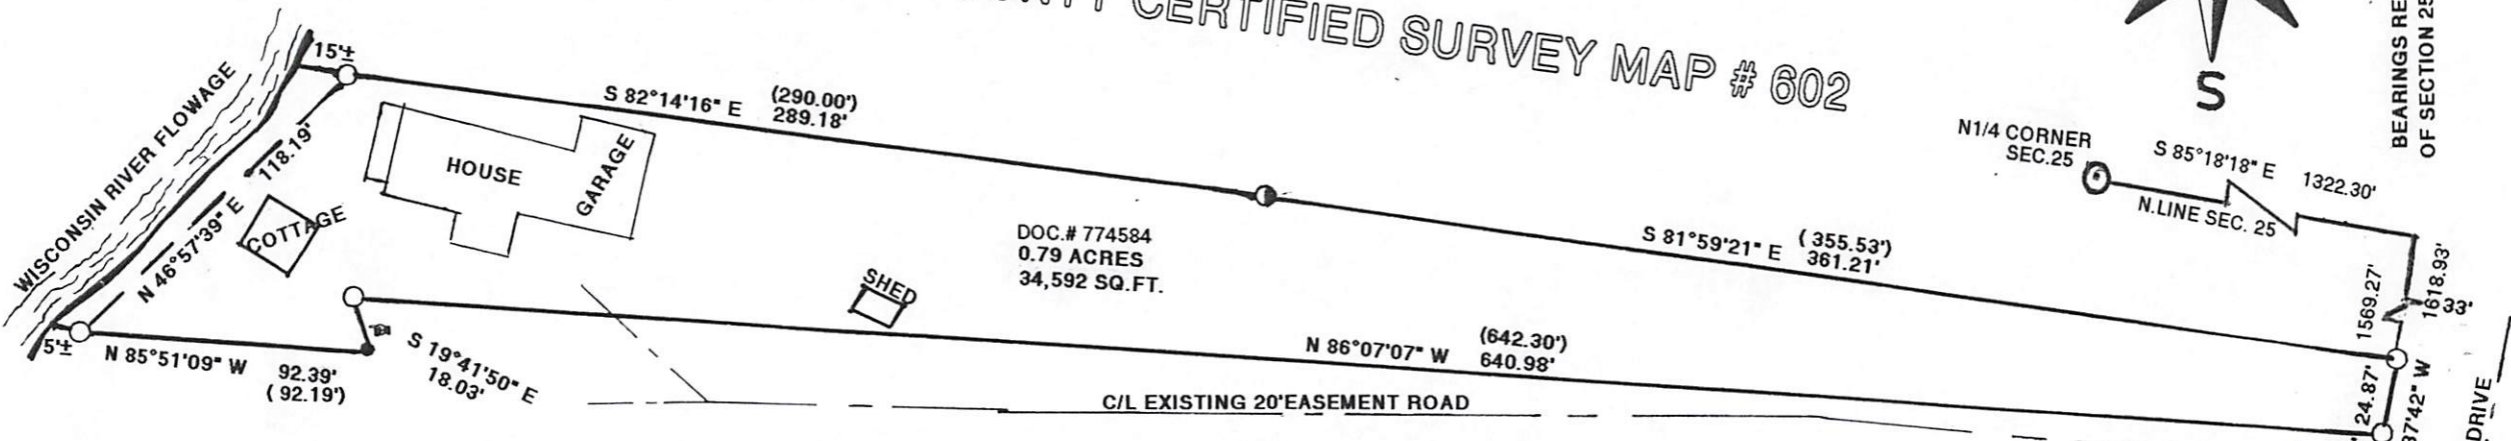 CERTIFIED SURVEY MAP # 602
S
BEARINGS
OF SECTION 25
15'±
WISCONSIN RIVER FLOWAGE
118.19'
N 46°57'39" E
COTTAGE
HOUSE
GARAGE
S 82°14'16" E
(290.00')
289.18'
N1/4 CORNER
SEC.25
S 85°18'18" E
1322.30'
N.LINE SEC. 25
DOC.# 774584
0.79 ACRES
34,592 SQ.FT.
SHED
S 81°59'21" E
( 355.53')
361.21'
1569.27'
1618.93'
33'
5'±
N 85°51'09" W
92.39'
( 92.19')
S 19°41'50" E
18.03'
N 86°07'07" W
(642.30')
640.98'
C/L EXISTING 20'EASEMENT ROAD
24.87'
37'42" W
DRIVE